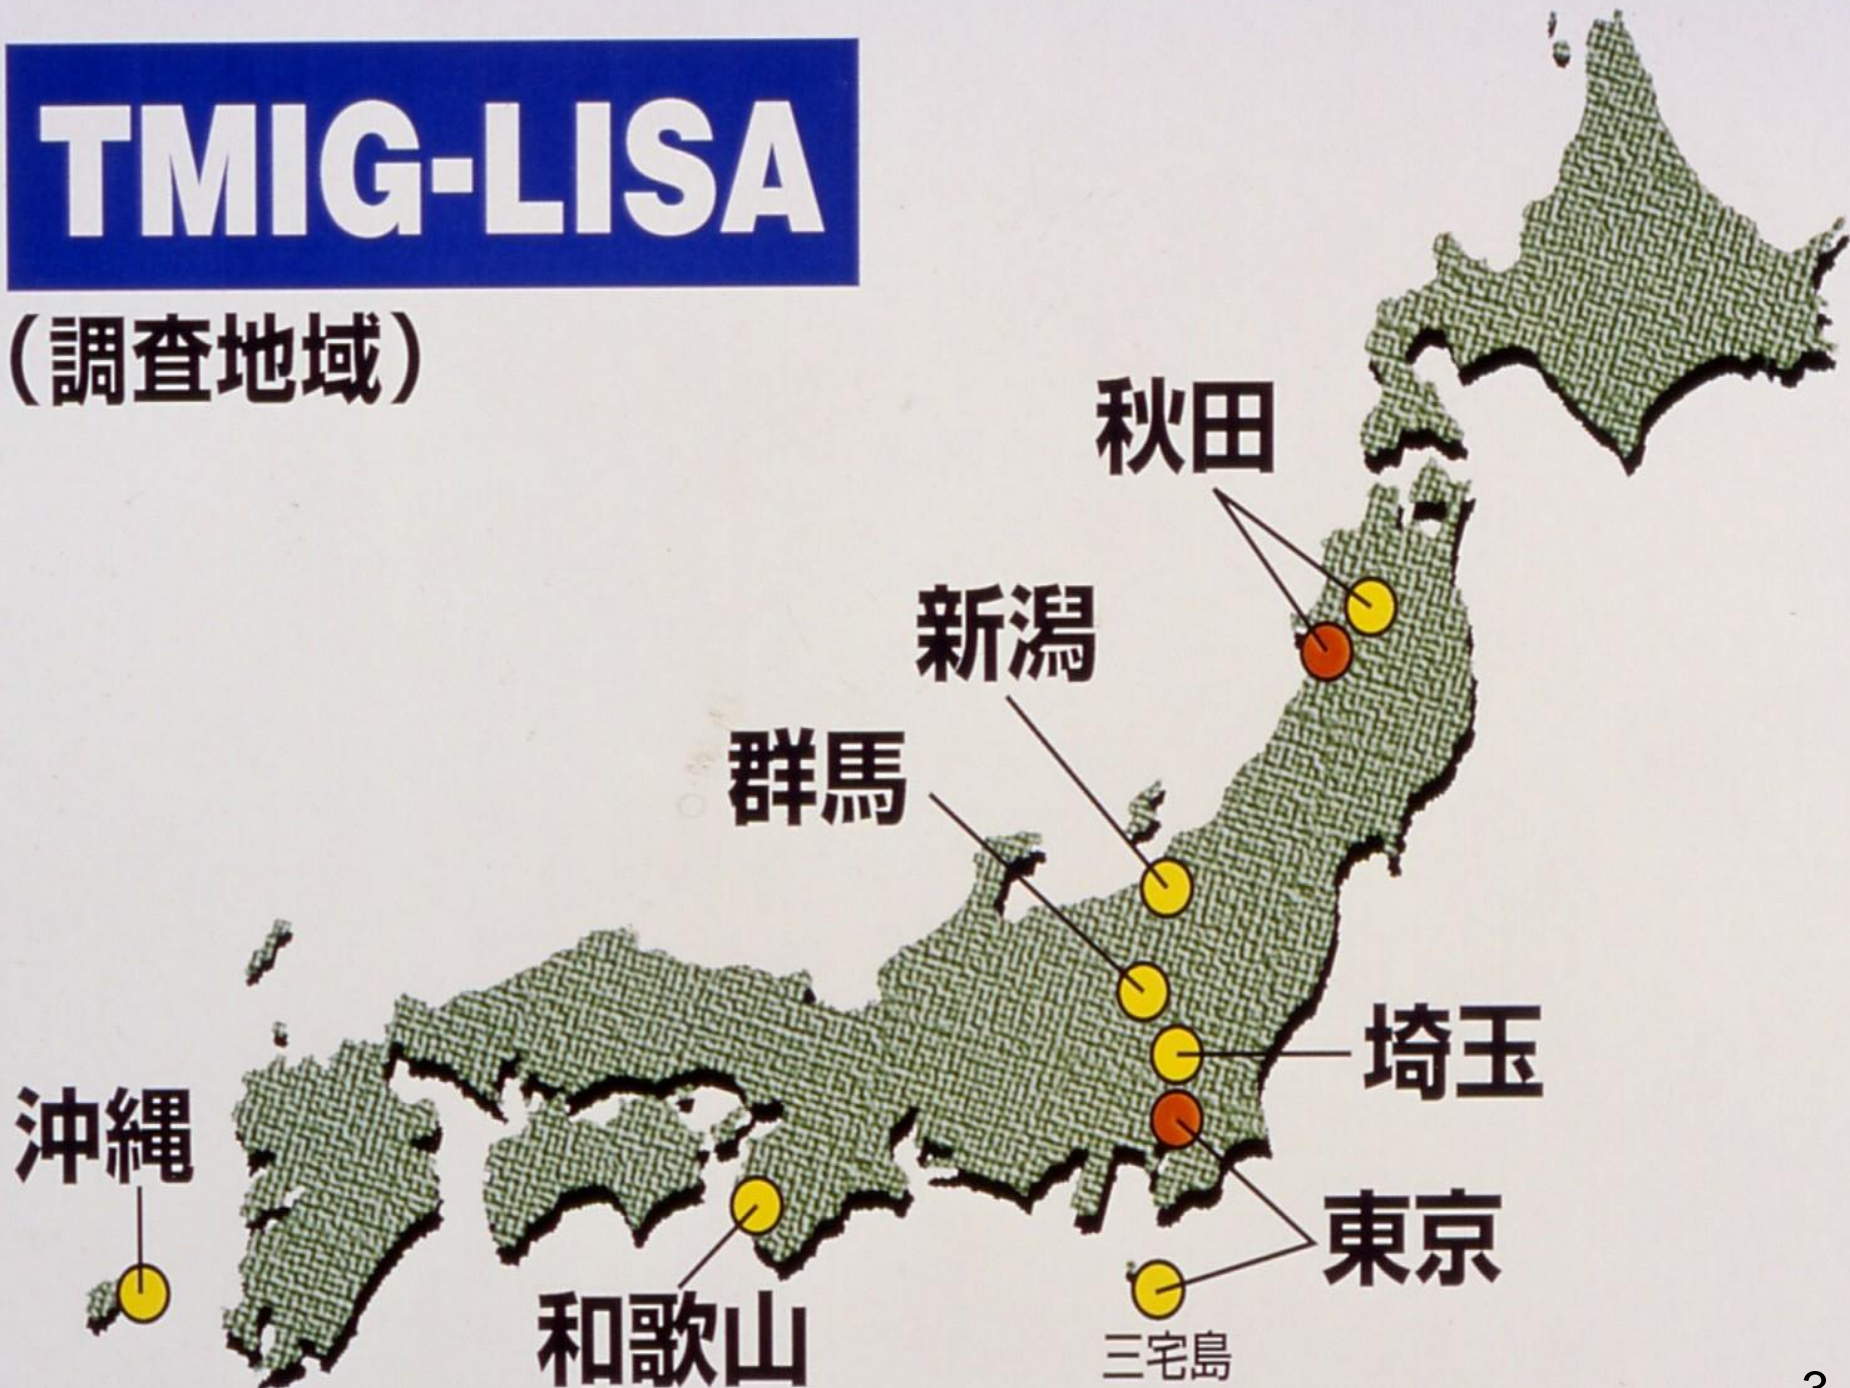 TMIG-LISA
（調査地域）
秋田
新潟
群馬
埼玉
沖縄
東京
和歌山
三宅島
3